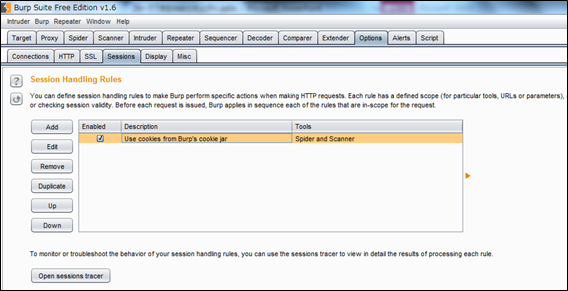 Burp Suite Free Edition v1.6
Intruder Burp Repeater Window Help
Target Proxy Spider Scanner Intruder Repeater Sequencer Decoder Comparer Extender Options Alerts Script
Connections HTTP SSL Sessions Display Misc
? Session Handling Rules
You can define session handling rules to make Burp perform specific actions when making HTTP requests. Each rule has a defined scope (for particular tools, URLs or parameters),
or checking session validity. Before each request is issued, Burp applies in sequence each of the rules that are in-scope for the request.
Add Enabled Description Tools
Use cookies from Burp's cookie jar Spider and Scanner
Edit
Remove
Duplicate
Up
Down
To monitor or troubleshoot the behavior of your session handling rules, you can use the sessions tracer to view in detail the results of processing each rule.
Open sessions tracer